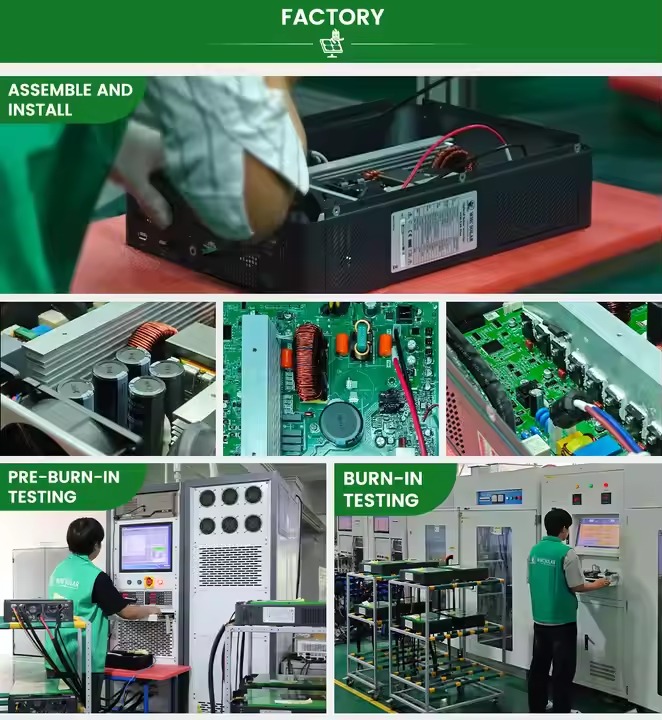 FACTORY
ASSEMBLE AND
INSTALL
PRE-BURN-IN
TESTING
BURN-IN
TESTING